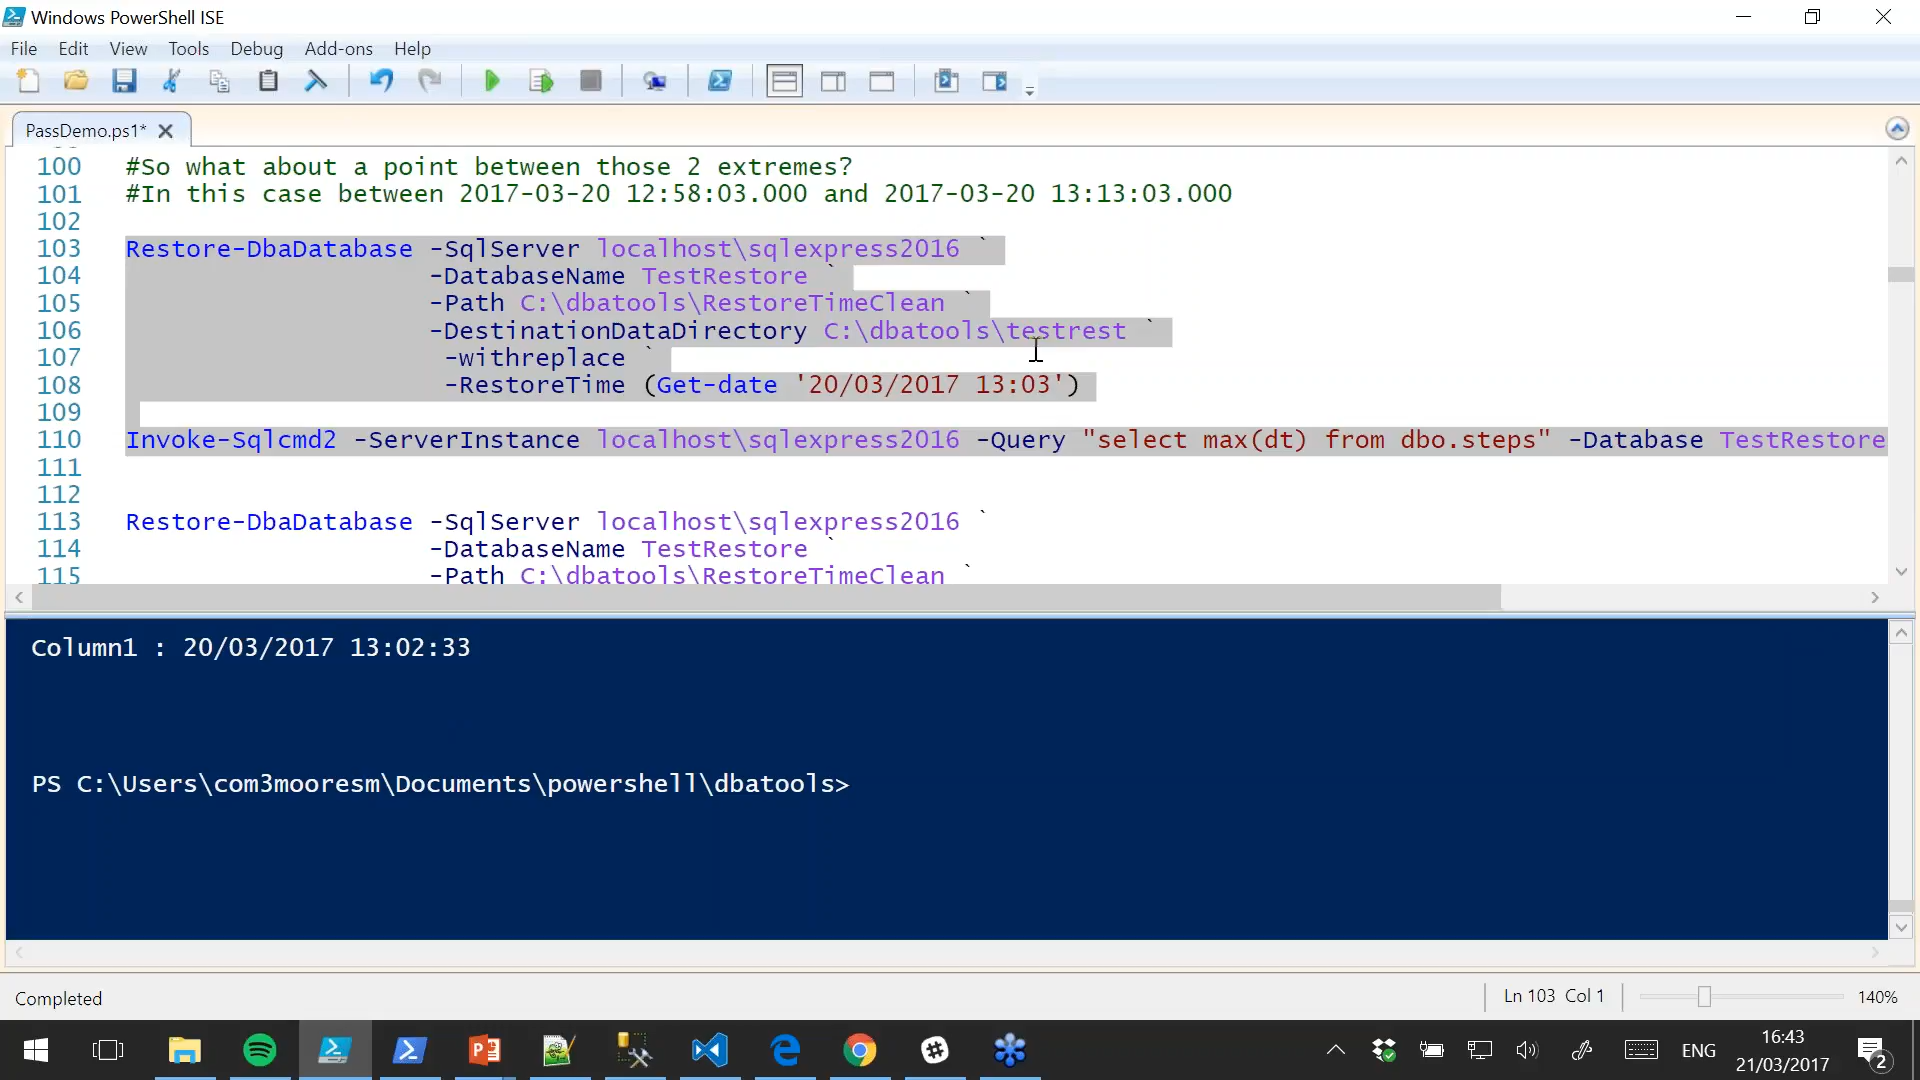 Windows PowerShell ISE
File Edit View Tools Debug Add-ons Help
PassDemo.ps1*
100 #So what about a point between those 2 extremes?
101 #In this case between 2017-03-20 12:58:03.000 and 2017-03-20 13:13:03.000
102
103 Restore-DbaDatabase -SqlServer localhost\sqlexpress2016 `
104 -DatabaseName TestRestore `
105 -Path C:\dbatools\RestoreTimeClean `
106 -DestinationDataDirectory C:\dbatools\testrest `
107 -withreplace `
108 -RestoreTime (Get-date '20/03/2017 13:03')
109
110 Invoke-Sqlcmd2 -ServerInstance localhost\sqlexpress2016 -Query "select max(dt) from dbo.steps" -Database TestRestore
111
112
113 Restore-DbaDatabase -SqlServer localhost\sqlexpress2016 `
114 -DatabaseName TestRestore `
115 -Path C:\dbatools\RestoreTimeClean `
Column1 : 20/03/2017 13:02:33
PS C:\Users\com3mooresm\Documents\powershell\dbatools>
Completed
Ln 103 Col 1
140%
ENG
16:43
21/03/2017
2